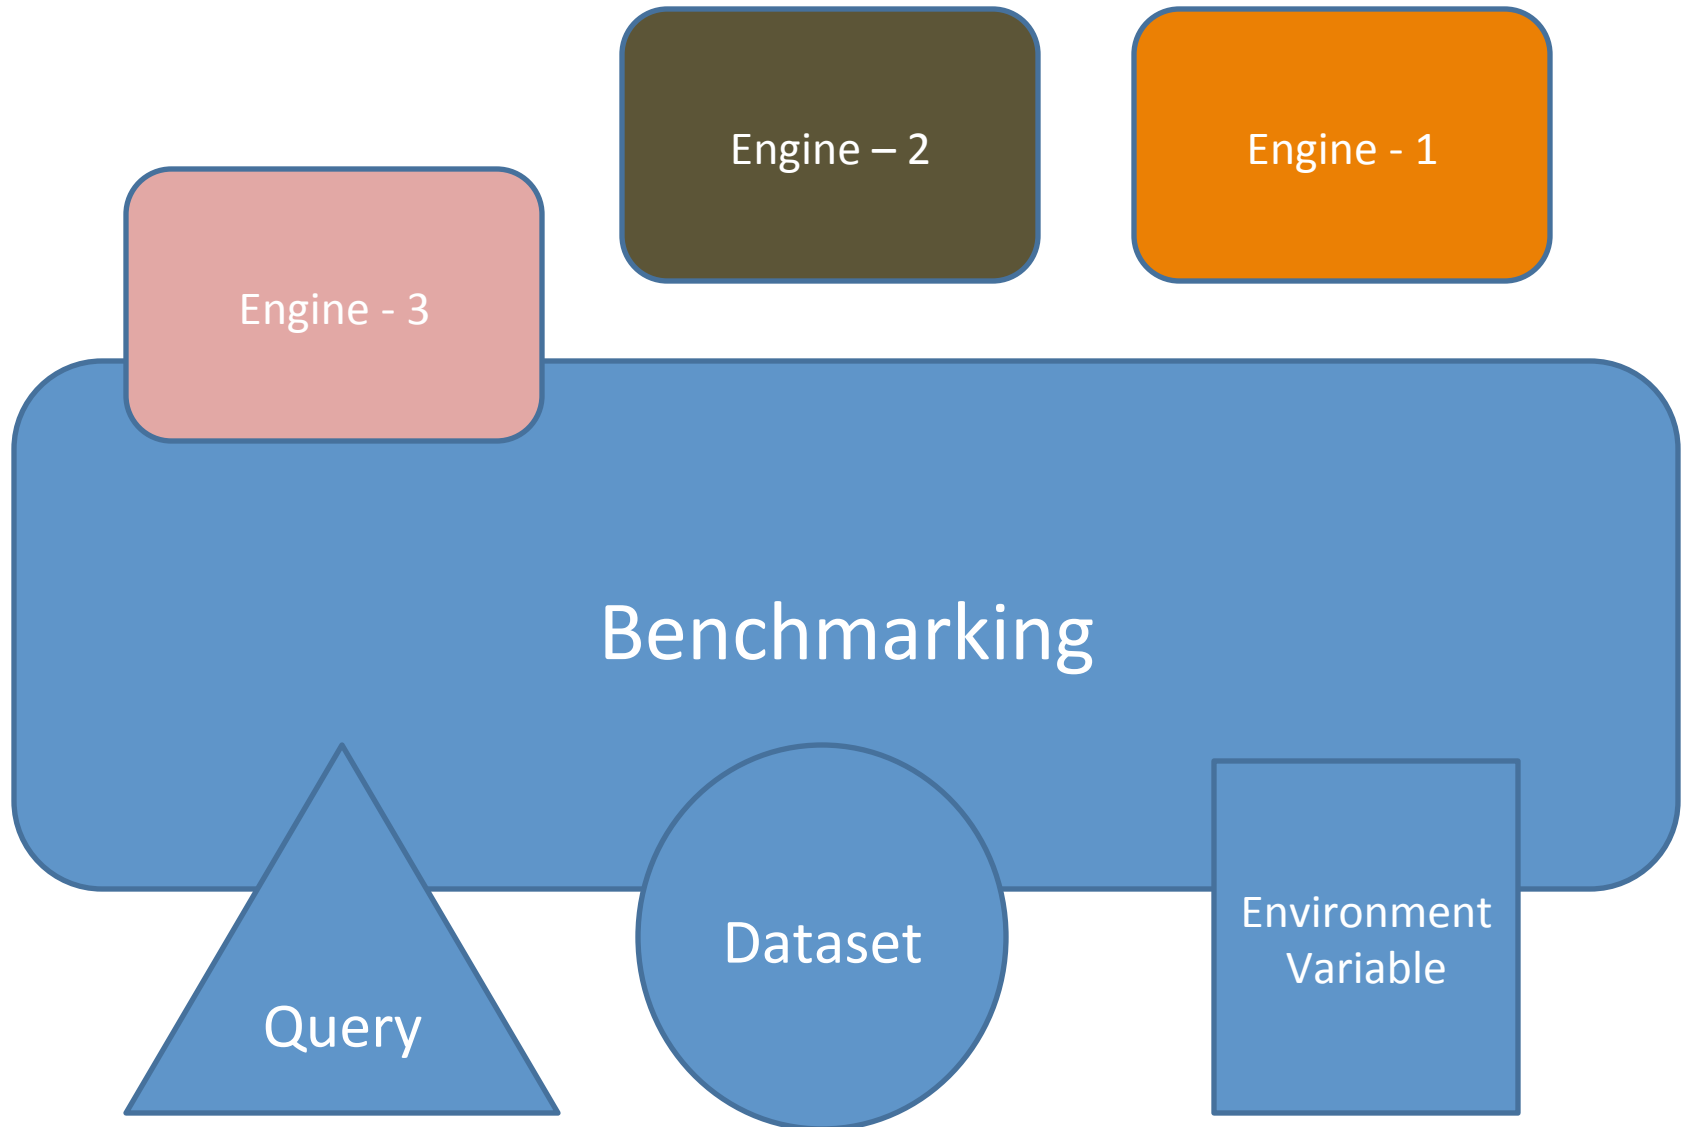 Engine – 2
Engine - 1
Engine - 3
Benchmarking
Query
Dataset
Environment
Variable